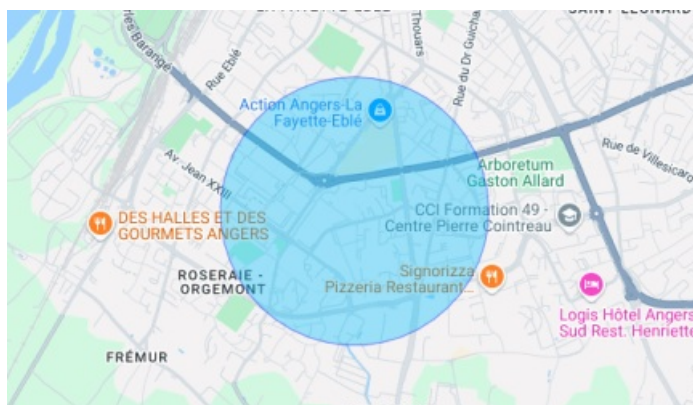 Barangé
Rue Eblé
Thouars
Rue du Dr Guichar
Action Angers-La
Fayette-Eblé
Av. Jean XXIII
Rue de Villesicard
Arboretum
Gaston Allard
DES HALLES ET DES
GOURMETS ANGERS
CCI Formation 49 -
Centre Pierre Cointreau
ROSERAIE -
ORGEMONT
Signorizza
Pizzeria Restaurant...
Logis Hôtel Angers
Sud Rest. Henriette
FRÉMUR